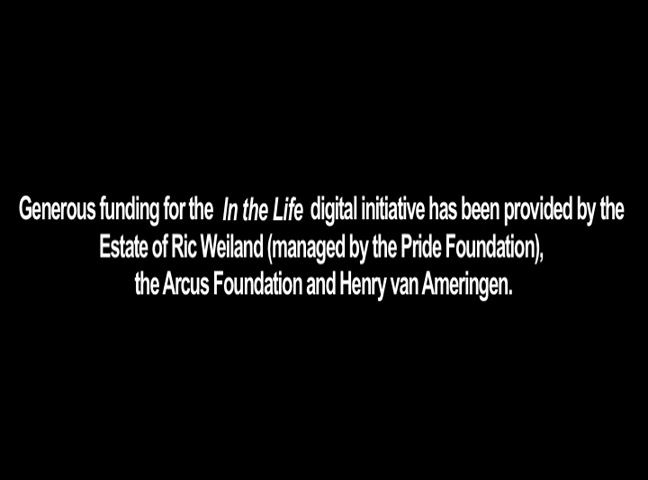 Generous funding for the In the Life digital initiative has been provided by the
Estate of Ric Weiland (managed by the Pride Foundation),
the Arcus Foundation and Henry van Ameringen.